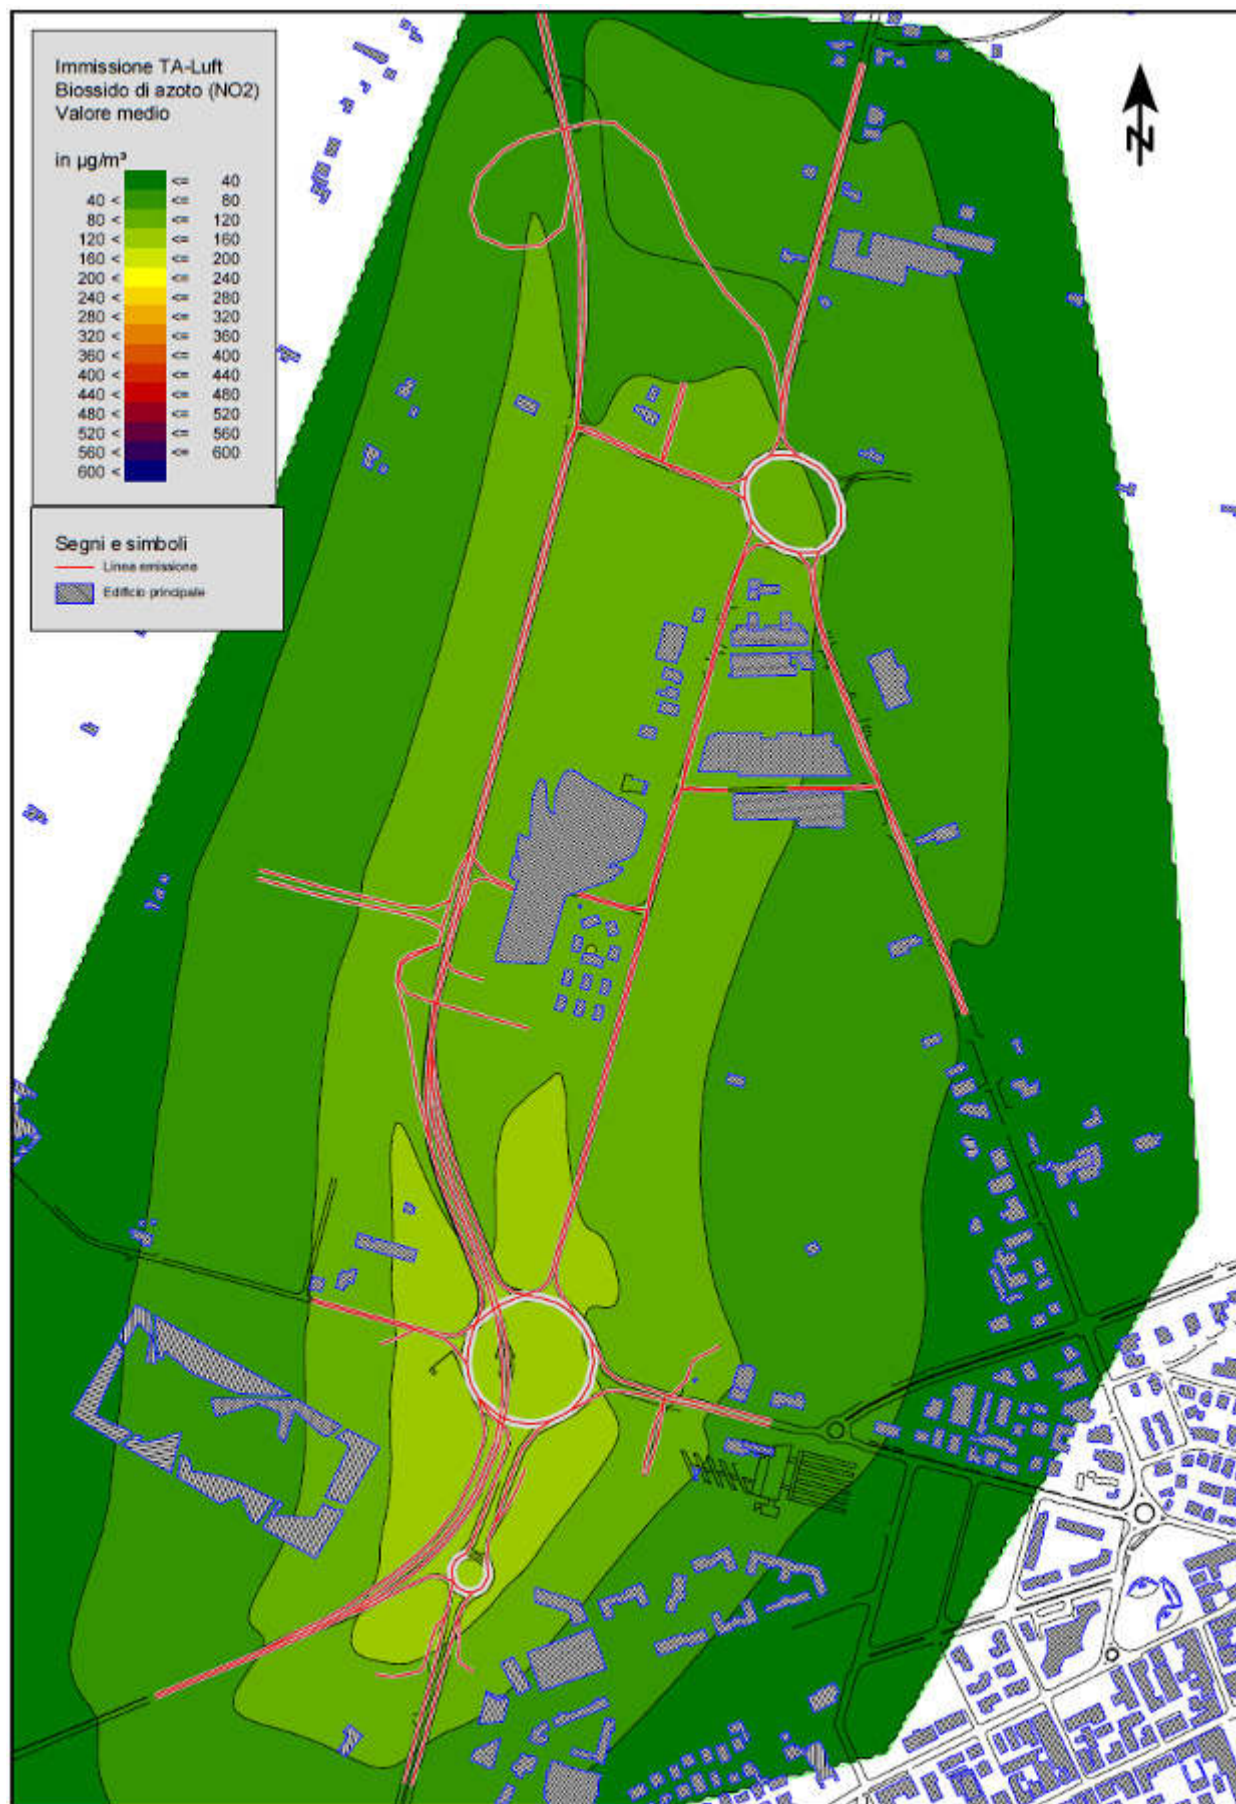 Immissione TA-Luft
Biossido di azoto (NO2)
Valore medio
in µg/m³
<= 40
40 < <= 80
80 < <= 120
120 < <= 160
160 < <= 200
200 < <= 240
240 < <= 280
280 < <= 320
320 < <= 360
360 < <= 400
400 < <= 440
440 < <= 480
480 < <= 520
520 < <= 560
560 < <= 600
600 <
Segni e simboli
Linea emissione
Edificio principale
N